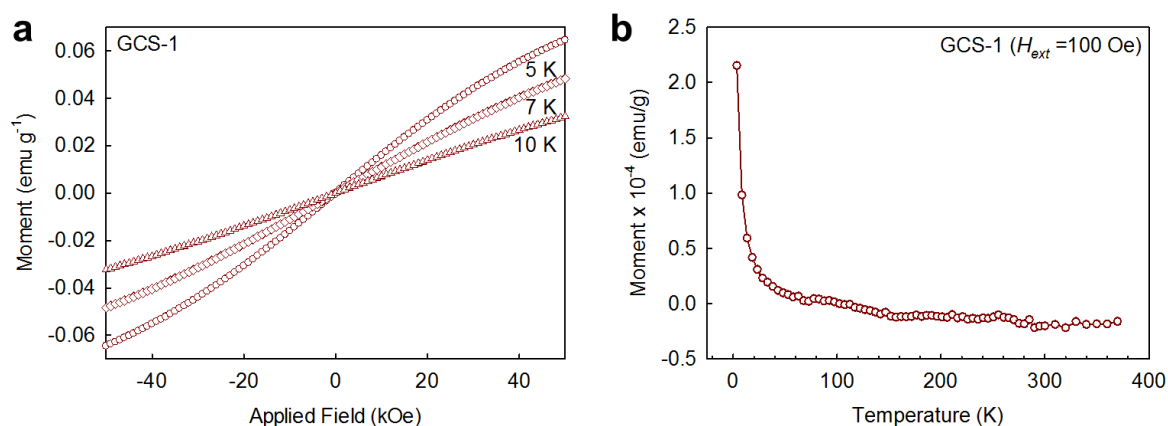 a
GCS-1
5 K
7 K
10 K
0.06
0.04
0.02
0.00
-0.02
-0.04
-0.06
Moment (emu g⁻¹)
-40 -20 0 20 40
Applied Field (kOe)
b
GCS-1 (H_ext =100 Oe)
2.5
2.0
1.5
1.0
0.5
0.0
-0.5
Moment x 10⁻⁴ (emu/g)
0 100 200 300 400
Temperature (K)